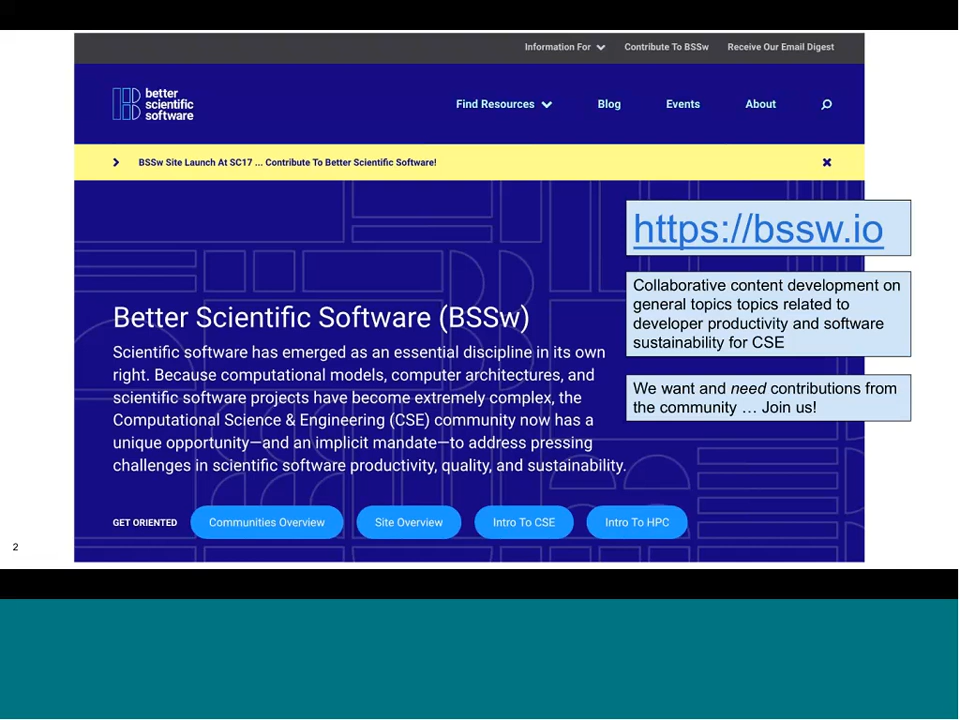 Information For
Contribute To BSSw
Receive Our Email Digest
better
scientific
software
Find Resources
Blog
Events
About
BSSw Site Launch At SC17 ... Contribute To Better Scientific Software!
https://bssw.io
Collaborative content development on
general topics topics related to
developer productivity and software
sustainability for CSE
We want and need contributions from
the community … Join us!
Better Scientific Software (BSSw)
Scientific software has emerged as an essential discipline in its own
right. Because computational models, computer architectures, and
scientific software projects have become extremely complex, the
Computational Science & Engineering (CSE) community now has a
unique opportunity—and an implicit mandate—to address pressing
challenges in scientific software productivity, quality, and sustainability.
GET ORIENTED
Communities Overview
Site Overview
Intro To CSE
Intro To HPC
2